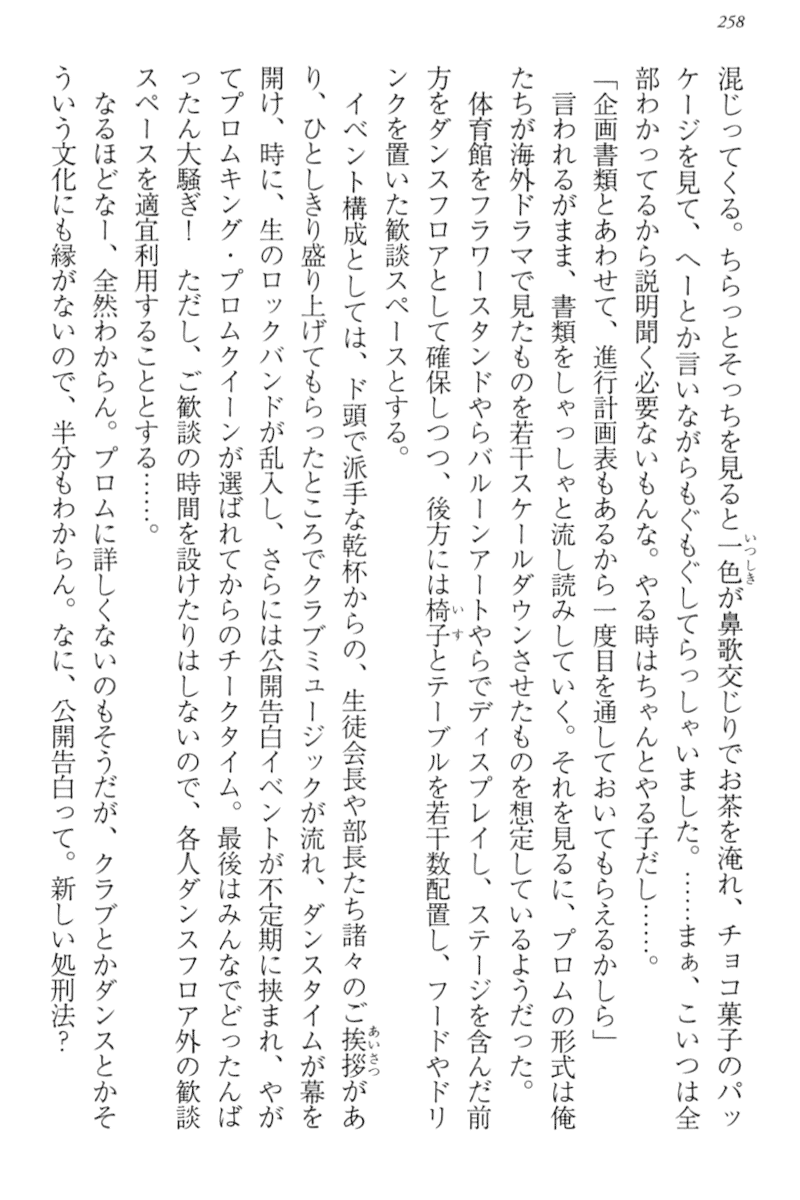 258
混じってくる。ちらっとそっちを見ると一色が鼻歌交じりでお茶を淹れ、チョコ菓子のパッ
ケージを見て、へーとか言いながらもぐもぐしてらっしゃいました。……まぁ、こいつは全
部わかってるから説明聞く必要ないもんな。やる時はちゃんとやる子だし……。
「企画書類とあわせて、進行計画表もあるから一度目を通しておいてもらえるかしら」
言われるがまま、書類をしゃっしゃと流し読みしていく。それを見るに、プロムの形式は俺
たちが海外ドラマで見たものを若干スケールダウンさせたものを想定しているようだった。
体育館をフラワースタンドやらバルーンアートやらでディスプレイし、ステージを含んだ前
方をダンスフロアとして確保しつつ、後方には椅子とテーブルを若干数配置し、フードやドリ
ンクを置いた歓談スペースとする。
イベント構成としては、ド頭で派手な乾杯からの、生徒会長や部長たち諸々のご挨拶があ
り、ひとしきり盛り上げてもらったところでクラブミュージックが流れ、ダンスタイムが幕を
開け、時に、生のロックバンドが乱入し、さらには公開告白イベントが不定期に挟まれ、やが
てプロムキング・プロムクイーンが選ばれてからのチークタイム。最後はみんなでどったんば
ったん大騒ぎ！　ただし、ご歓談の時間を設けたりはしないので、各人ダンスフロア外の歓談
スペースを適宜利用することとする……。
なるほどなー、全然わからん。プロムに詳しくないのもそうだが、クラブとかダンスとかそ
ういう文化にも縁がないので、半分もわからん。なに、公開告白って。新しい処刑法？